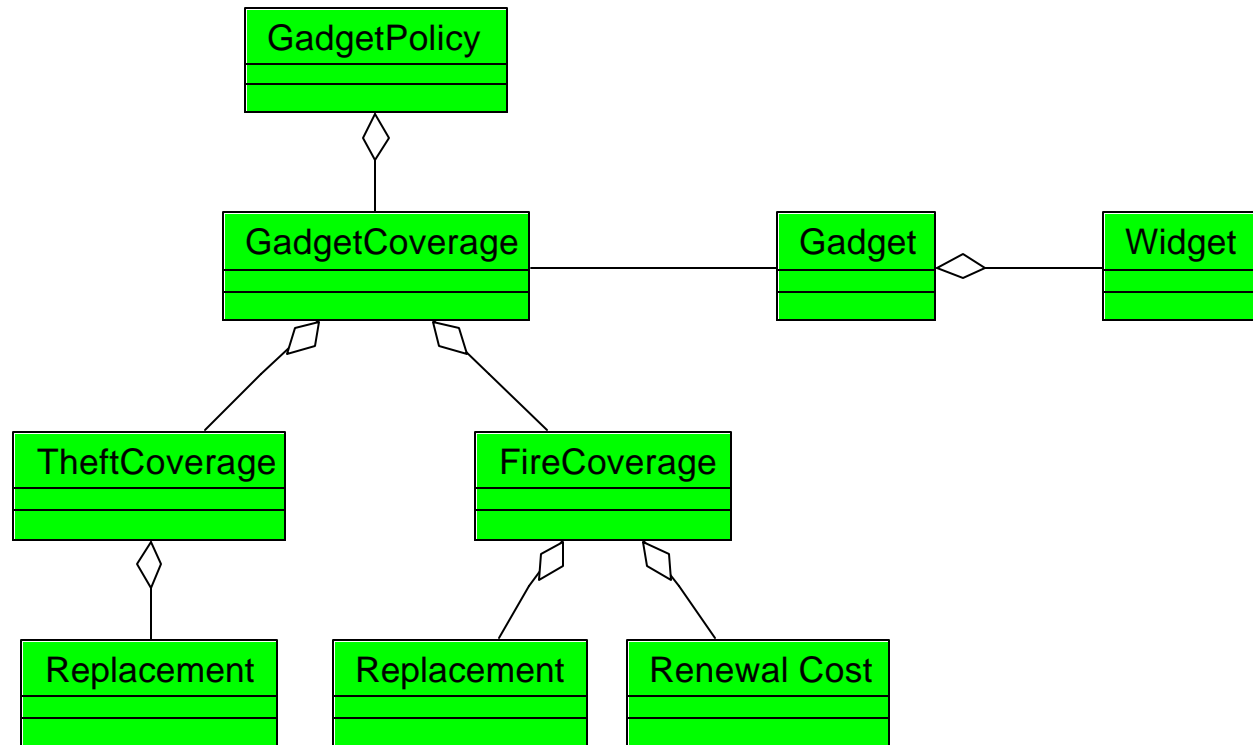 GadgetPolicy
GadgetCoverage
Gadget
Widget
TheftCoverage
FireCoverage
Replacement
Replacement
Renewal Cost